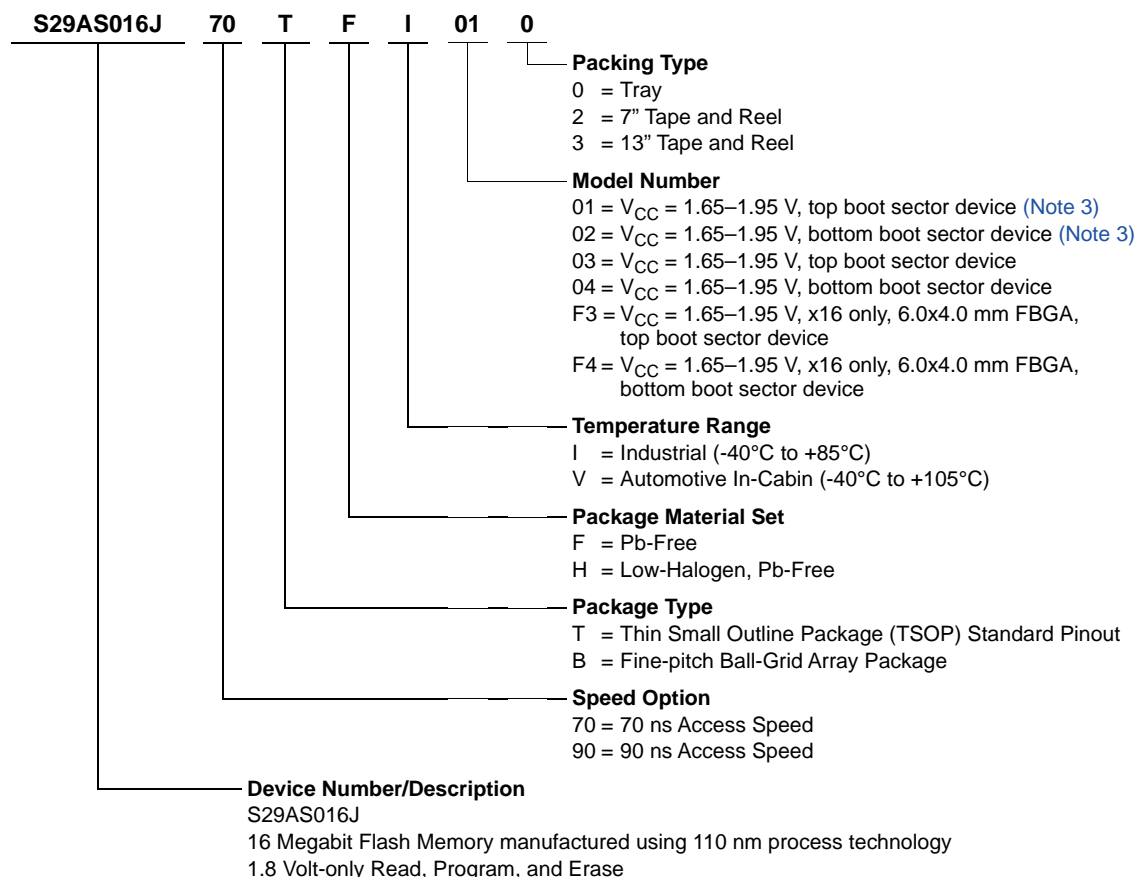 S29AS016J 70 T F I 01 0
Packing Type
0 = Tray
2 = 7” Tape and Reel
3 = 13” Tape and Reel
Model Number
01 = VCC = 1.65–1.95 V, top boot sector device (Note 3)
02 = VCC = 1.65–1.95 V, bottom boot sector device (Note 3)
03 = VCC = 1.65–1.95 V, top boot sector device
04 = VCC = 1.65–1.95 V, bottom boot sector device
F3 = VCC = 1.65–1.95 V, x16 only, 6.0x4.0 mm FBGA,
top boot sector device
F4 = VCC = 1.65–1.95 V, x16 only, 6.0x4.0 mm FBGA,
bottom boot sector device
Temperature Range
I = Industrial (-40°C to +85°C)
V = Automotive In-Cabin (-40°C to +105°C)
Package Material Set
F = Pb-Free
H = Low-Halogen, Pb-Free
Package Type
T = Thin Small Outline Package (TSOP) Standard Pinout
B = Fine-pitch Ball-Grid Array Package
Speed Option
70 = 70 ns Access Speed
90 = 90 ns Access Speed
Device Number/Description
S29AS016J
16 Megabit Flash Memory manufactured using 110 nm process technology
1.8 Volt-only Read, Program, and Erase